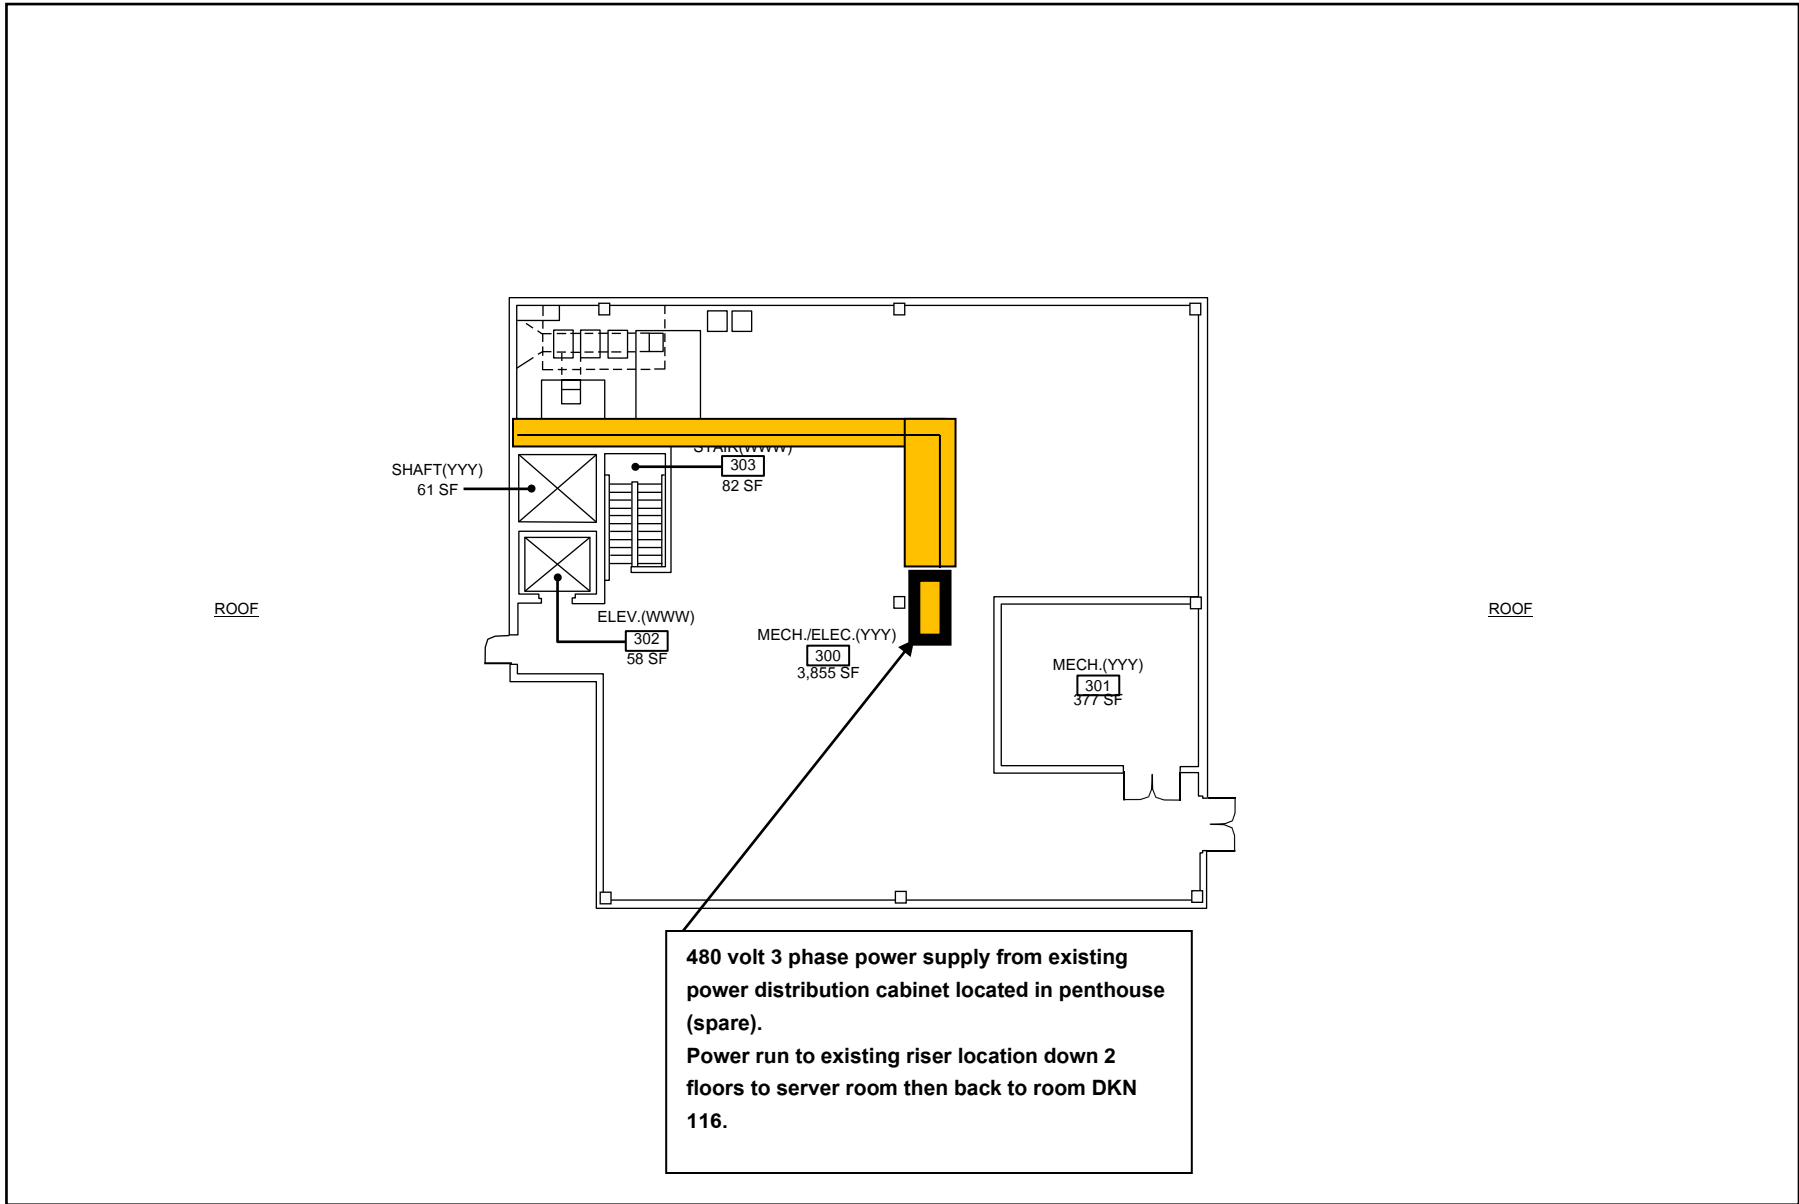 STAIR(WWW)
303
82 SF
SHAFT(YYY)
61 SF
ROOF
ELEV.(WWW)
302
58 SF
MECH./ELEC.(YYY)
300
3,855 SF
MECH.(YYY)
301
377 SF
ROOF
480 volt 3 phase power supply from existing
power distribution cabinet located in penthouse
(spare).
Power run to existing riser location down 2
floors to server room then back to room DKN
116.